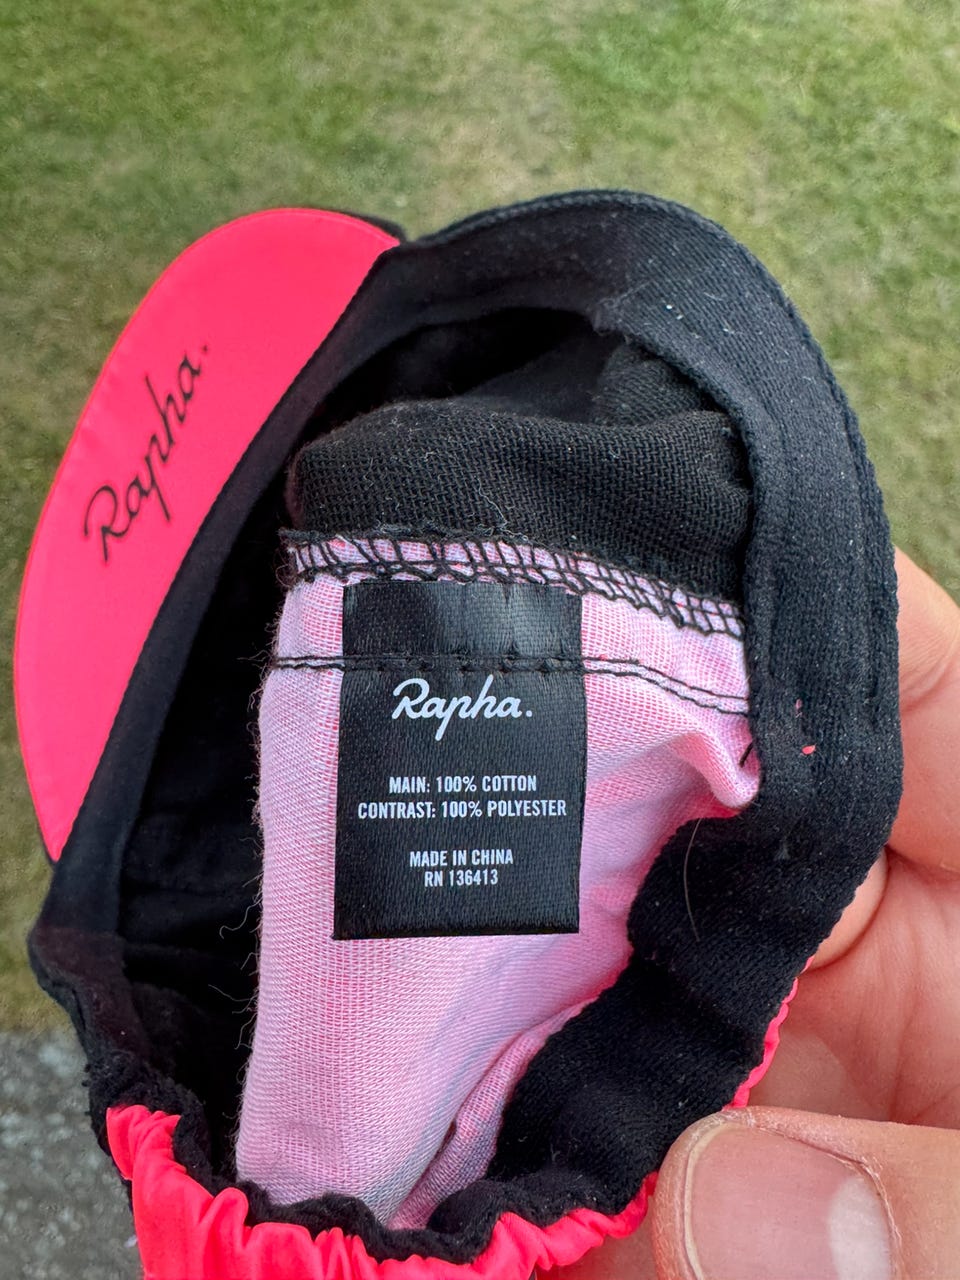 Rapha.
Rapha.
MAIN: 100% COTTON
CONTRAST: 100% POLYESTER
MADE IN CHINA
RN 136413